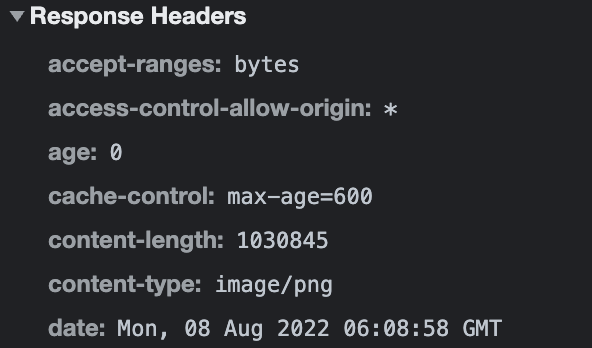 Response Headers
accept-ranges: bytes
access-control-allow-origin: *
age: 0
cache-control: max-age=600
content-length: 1030845
content-type: image/png
date: Mon, 08 Aug 2022 06:08:58 GMT